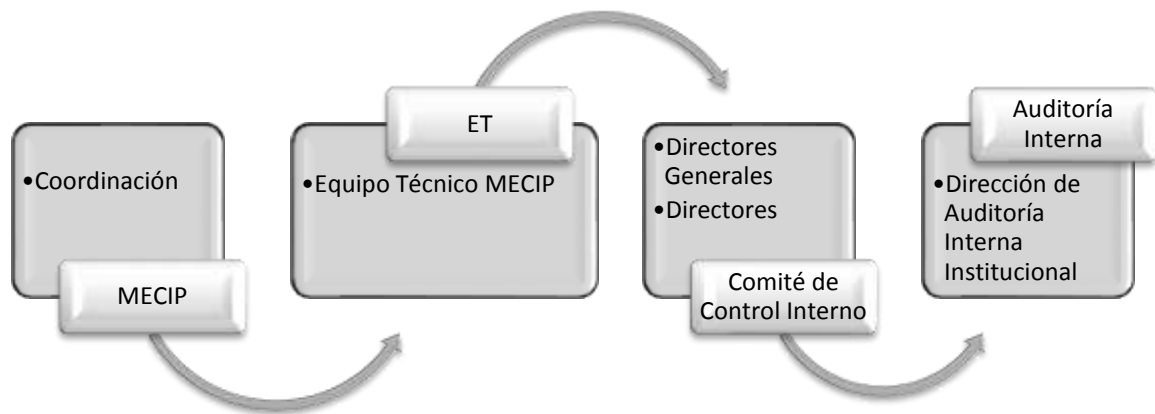 •Coordinación
MECIP
ET
•Equipo Técnico MECIP
•Directores
Generales
•Directores
Comité de
Control Interno
Auditoría
Interna
•Dirección de
Auditoría
Interna
Institucional